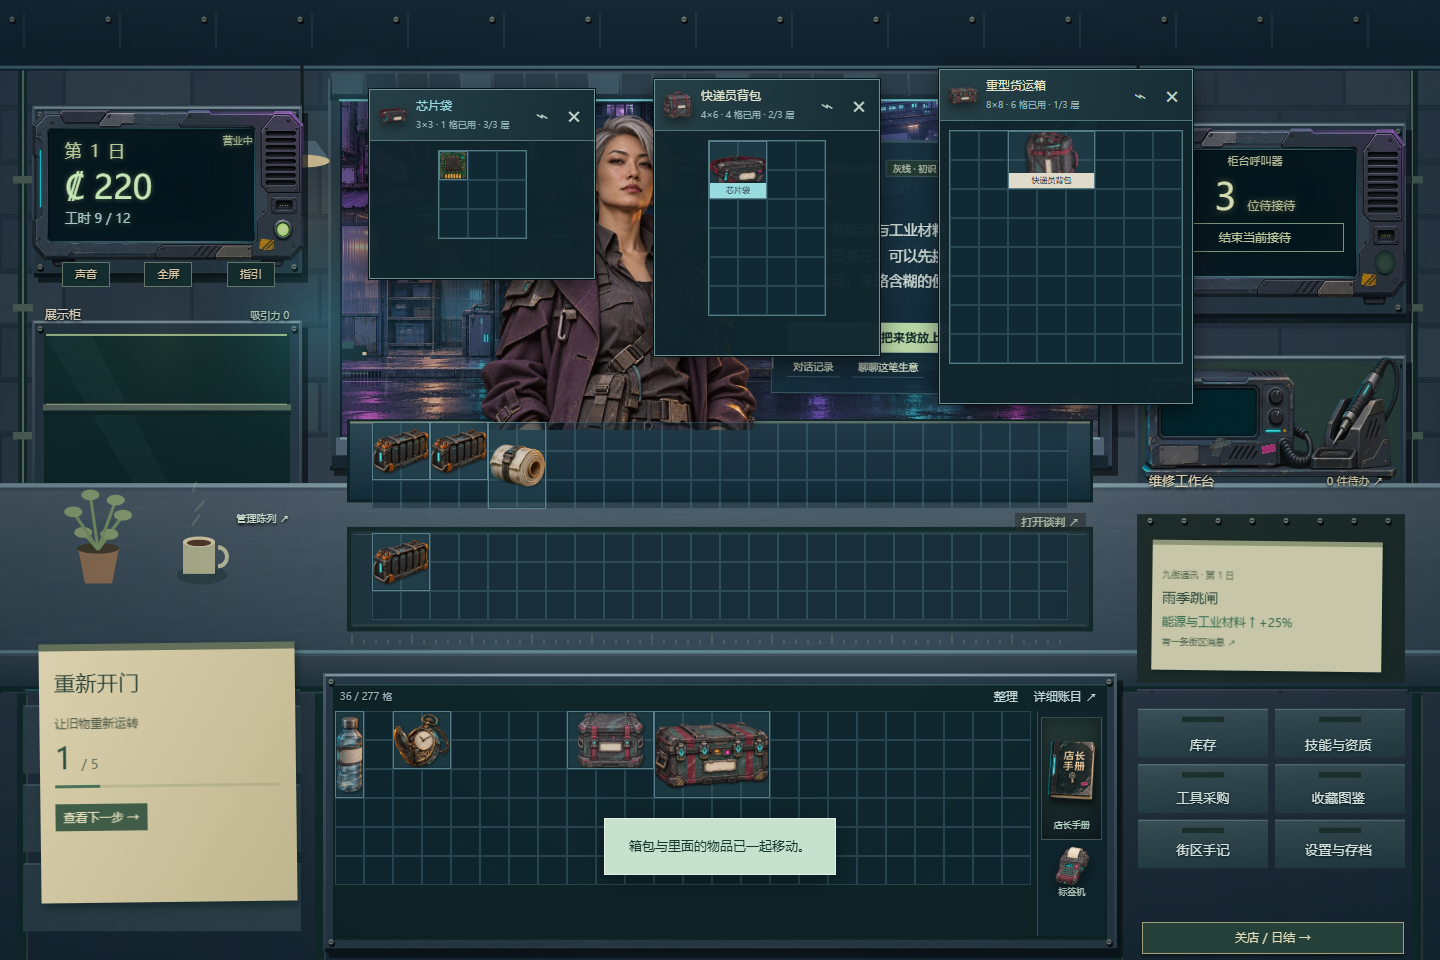 第 1 日
营业中
₡ 220
工时 9 / 12
声音
全屏
指引
展示柜
吸引力 0
管理陈列 ↗
芯片袋
3×3 · 1 格已用 · 3/3 层
快递员背包
4×6 · 4 格已用 · 2/3 层
芯片袋
重型货运箱
8×8 · 6 格已用 · 1/3 层
快递员背包
灰线 · 初识
与工业材料
可以先
格含糊的
把来货放上
对话记录
聊聊这笔生意
柜台呼叫器
3 位待接待
结束当前接待
维修工作台
0 件待办 ↗
打开谈判 ↗
九街通讯 · 第 1 日
雨季跳闸
能源与工业材料 ↑ +25%
有一条街区消息 ↗
重新开门
让旧物重新运转
1 / 5
查看下一步 →
36 / 277 格
整理
详细账目 ↗
店长手册
店长手册
标签机
箱包与里面的物品已一起移动。
库存
技能与资质
工具采购
收藏图鉴
街区手记
设置与存档
关店 / 日结 →